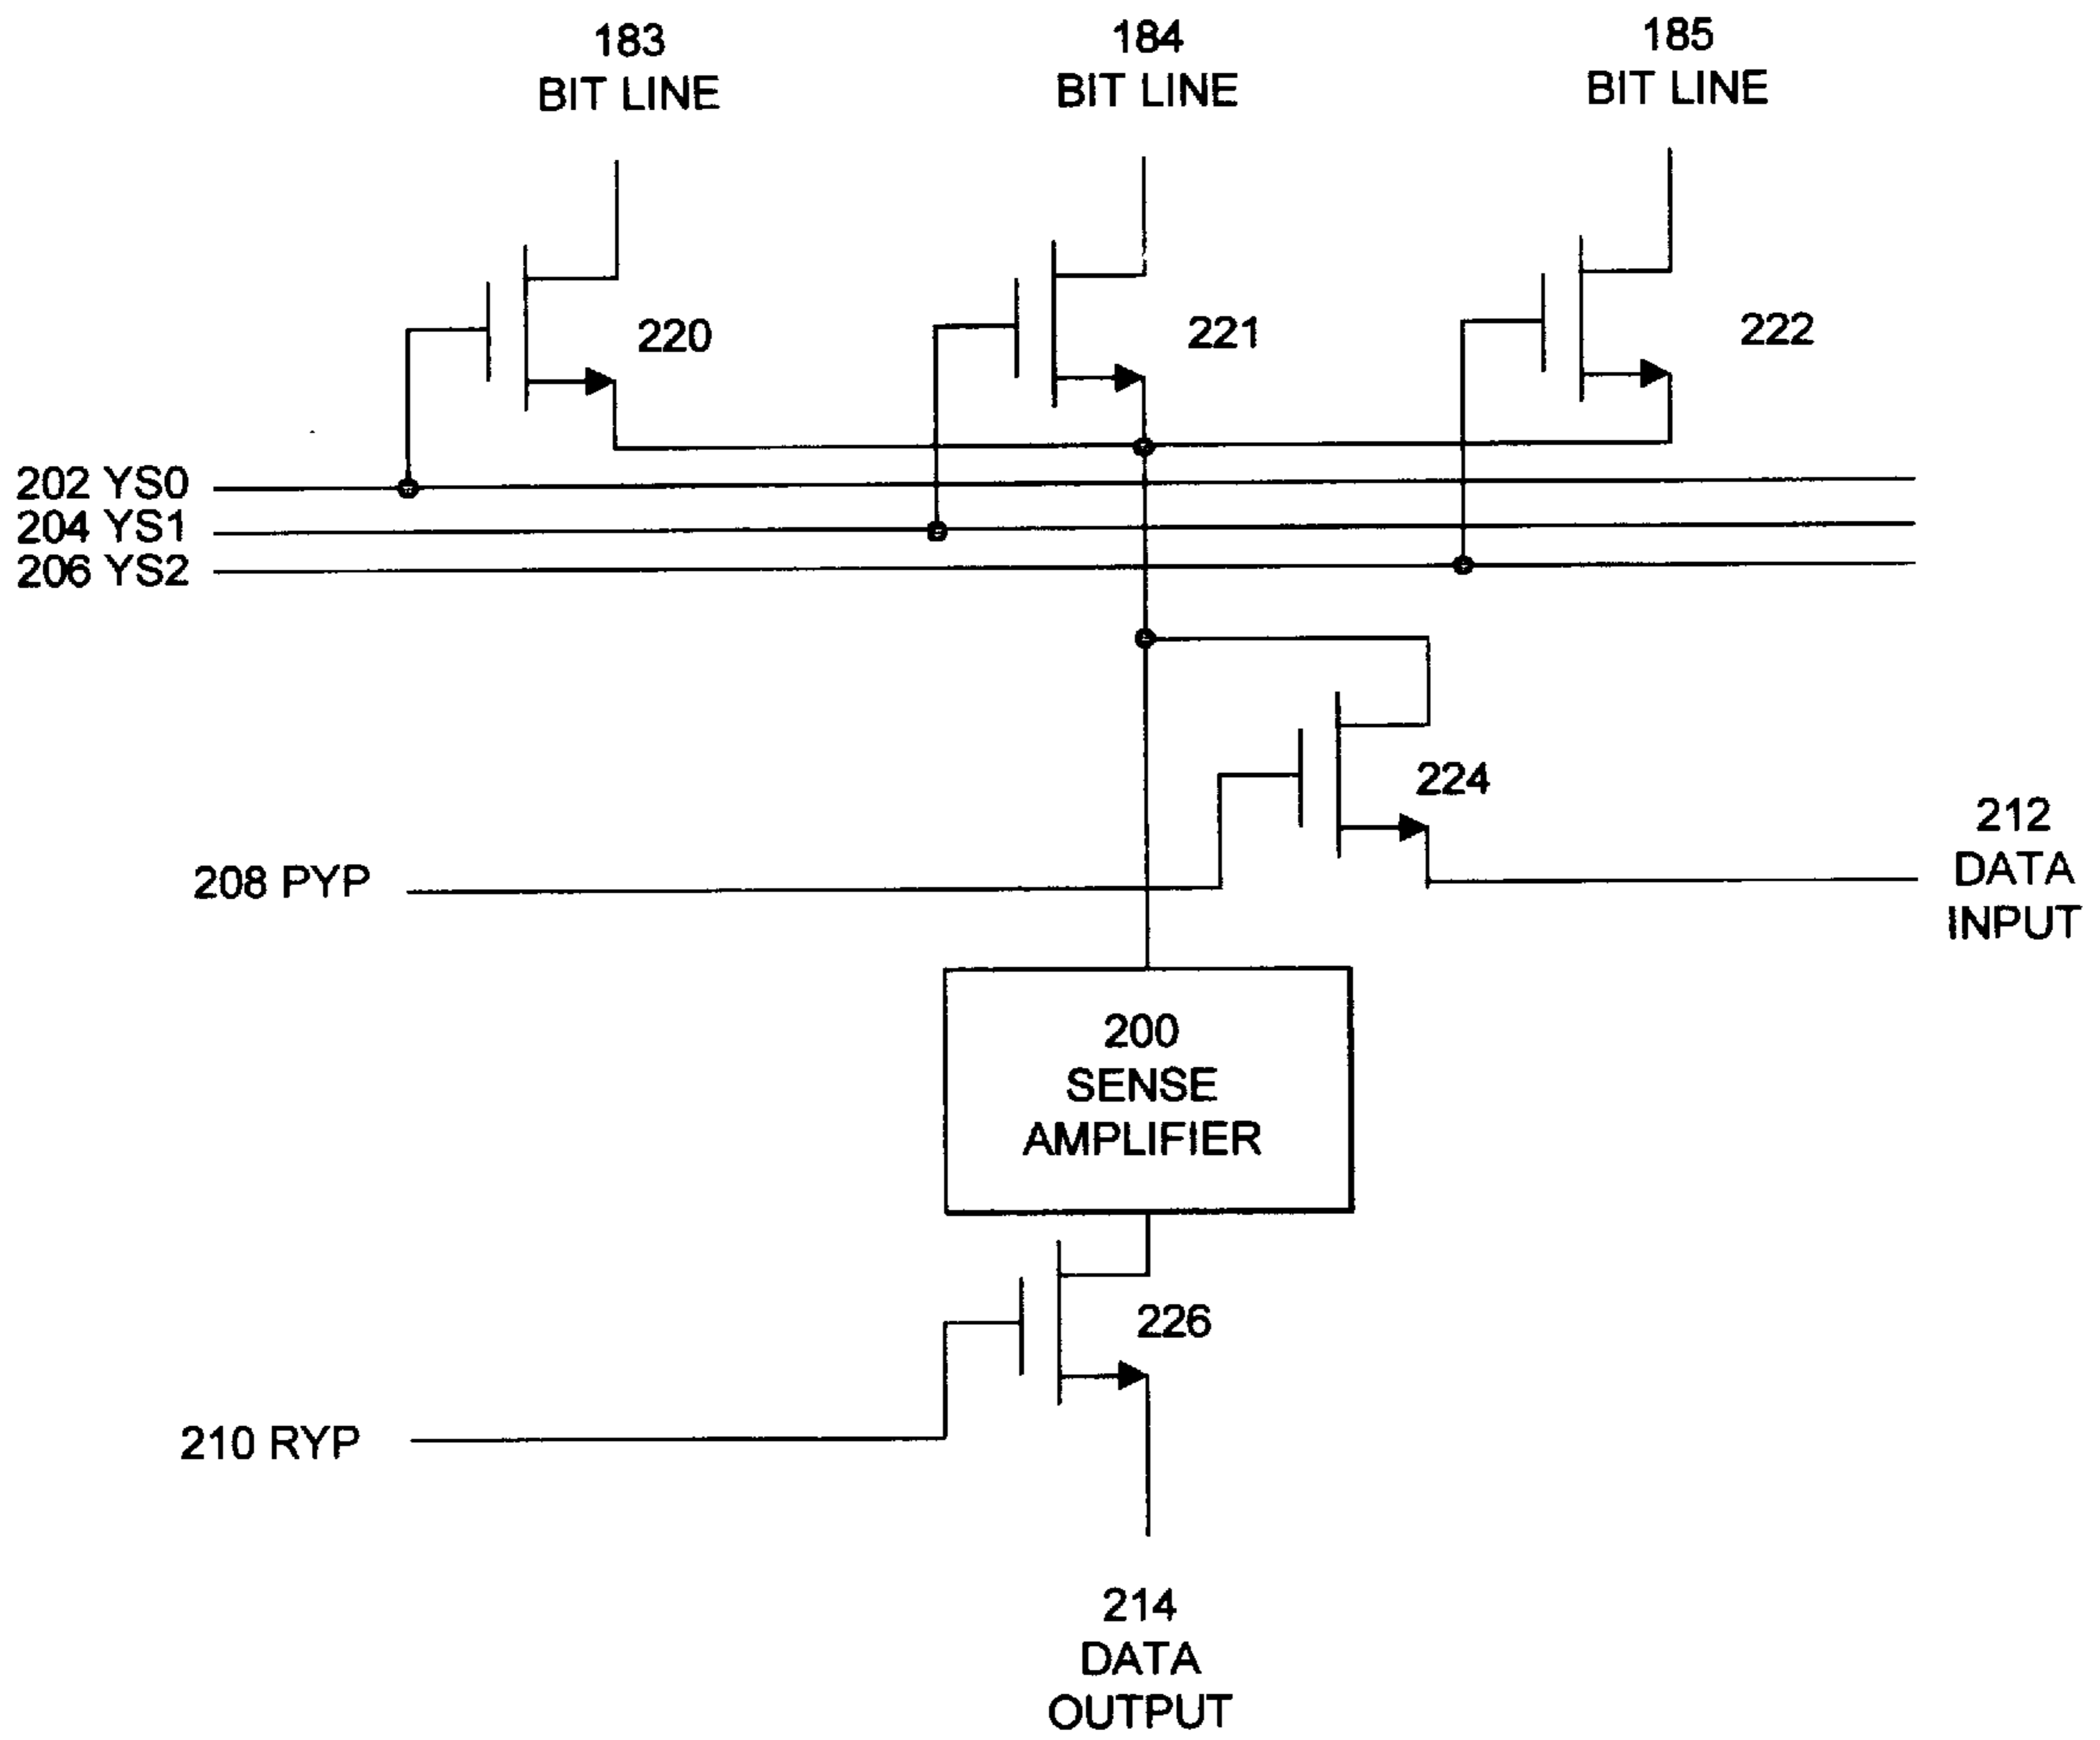 183
BIT LINE
184
BIT LINE
185
BIT LINE
220
221
222
202 YS0
204 YS1
206 YS2
224
208 PYP
212
DATA
INPUT
200
SENSE
AMPLIFIER
226
210 RYP
214
DATA
OUTPUT